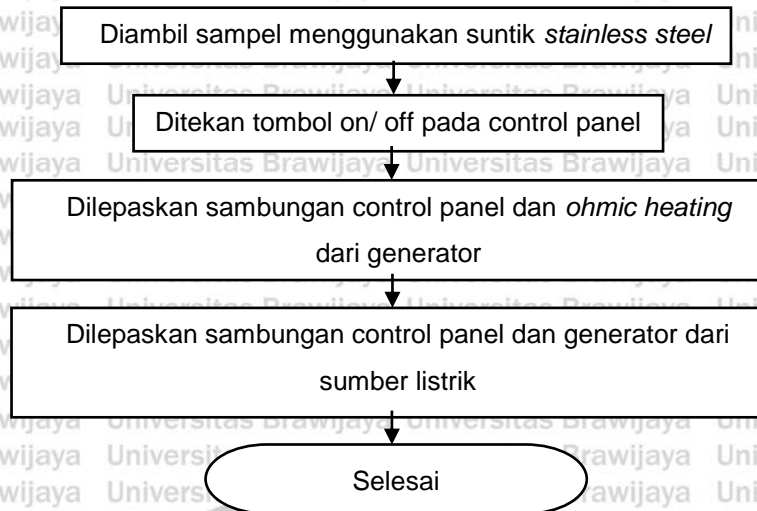 Diambil sampel menggunakan suntik stainless steel
Ditekan tombol on/ off pada control panel
Dilepaskan sambungan control panel dan ohmic heating
dari generator
Dilepaskan sambungan control panel dan generator dari
sumber listrik
Selesai